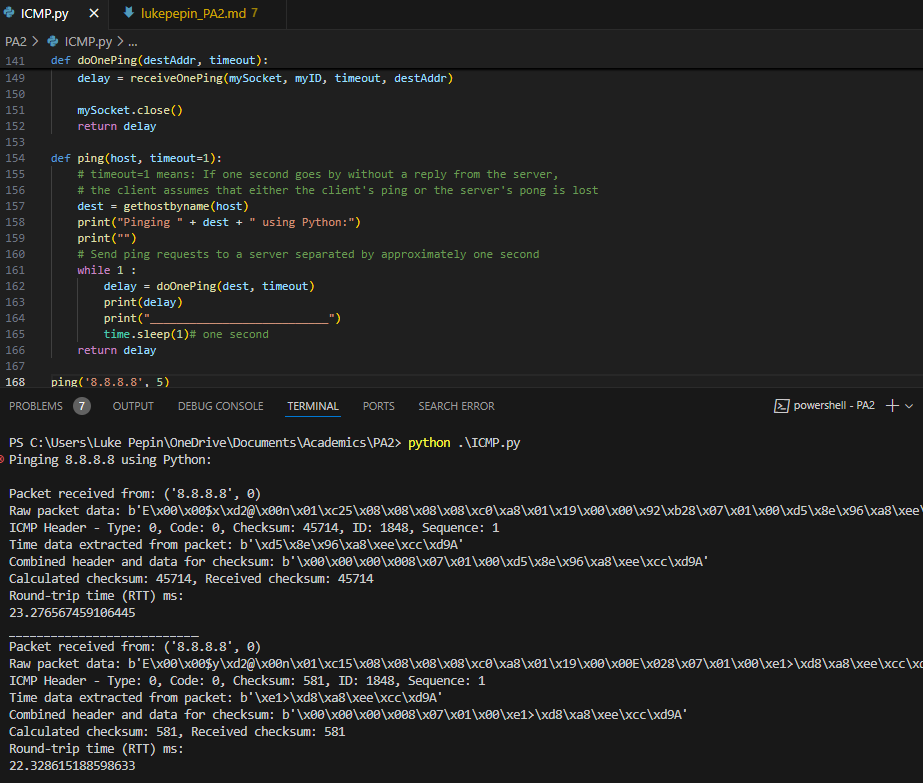 ICMP.py lukepepin_PA2.md 7
PA2 > ICMP.py > ...
141 def doOnePing(destAddr, timeout):
149 delay = receiveOnePing(mySocket, myID, timeout, destAddr)
150
151 mySocket.close()
152 return delay
153
154 def ping(host, timeout=1):
155 # timeout=1 means: If one second goes by without a reply from the server,
156 # the client assumes that either the client's ping or the server's pong is lost
157 dest = gethostbyname(host)
158 print("Pinging " + dest + " using Python:")
159 print("")
160 # Send ping requests to a server separated by approximately one second
161 while 1 :
162 delay = doOnePing(dest, timeout)
163 print(delay)
164 print("___________________________")
165 time.sleep(1)# one second
166 return delay
167
168 ping('8.8.8.8', 5)
PROBLEMS 7 OUTPUT DEBUG CONSOLE TERMINAL PORTS SEARCH ERROR powershell - PA2
PS C:\Users\Luke Pepin\OneDrive\Documents\Academics\PA2> python .\ICMP.py
Pinging 8.8.8.8 using Python:
Packet received from: ('8.8.8.8', 0)
Raw packet data: b'E\x00\x00$x\xd2@\x00n\x01\xc25\x08\x08\x08\x08\xc0\xa8\x01\x19\x00\x00\x92\xb28\x07\x01\x00\xd5\x8e\x96\xa8\xee\
ICMP Header - Type: 0, Code: 0, Checksum: 45714, ID: 1848, Sequence: 1
Time data extracted from packet: b'\xd5\x8e\x96\xa8\xee\xcc\xd9A'
Combined header and data for checksum: b'\x00\x00\x00\x008\x07\x01\x00\xd5\x8e\x96\xa8\xee\xcc\xd9A'
Calculated checksum: 45714, Received checksum: 45714
Round-trip time (RTT) ms:
23.276567459106445
___________________________
Packet received from: ('8.8.8.8', 0)
Raw packet data: b'E\x00\x00$y\xd2@\x00n\x01\xc15\x08\x08\x08\x08\xc0\xa8\x01\x19\x00\x00E\x028\x07\x01\x00\xe1>\xd8\xa8\xee\xcc\x
ICMP Header - Type: 0, Code: 0, Checksum: 581, ID: 1848, Sequence: 1
Time data extracted from packet: b'\xe1>\xd8\xa8\xee\xcc\xd9A'
Combined header and data for checksum: b'\x00\x00\x00\x008\x07\x01\x00\xe1>\xd8\xa8\xee\xcc\xd9A'
Calculated checksum: 581, Received checksum: 581
Round-trip time (RTT) ms:
22.328615188598633